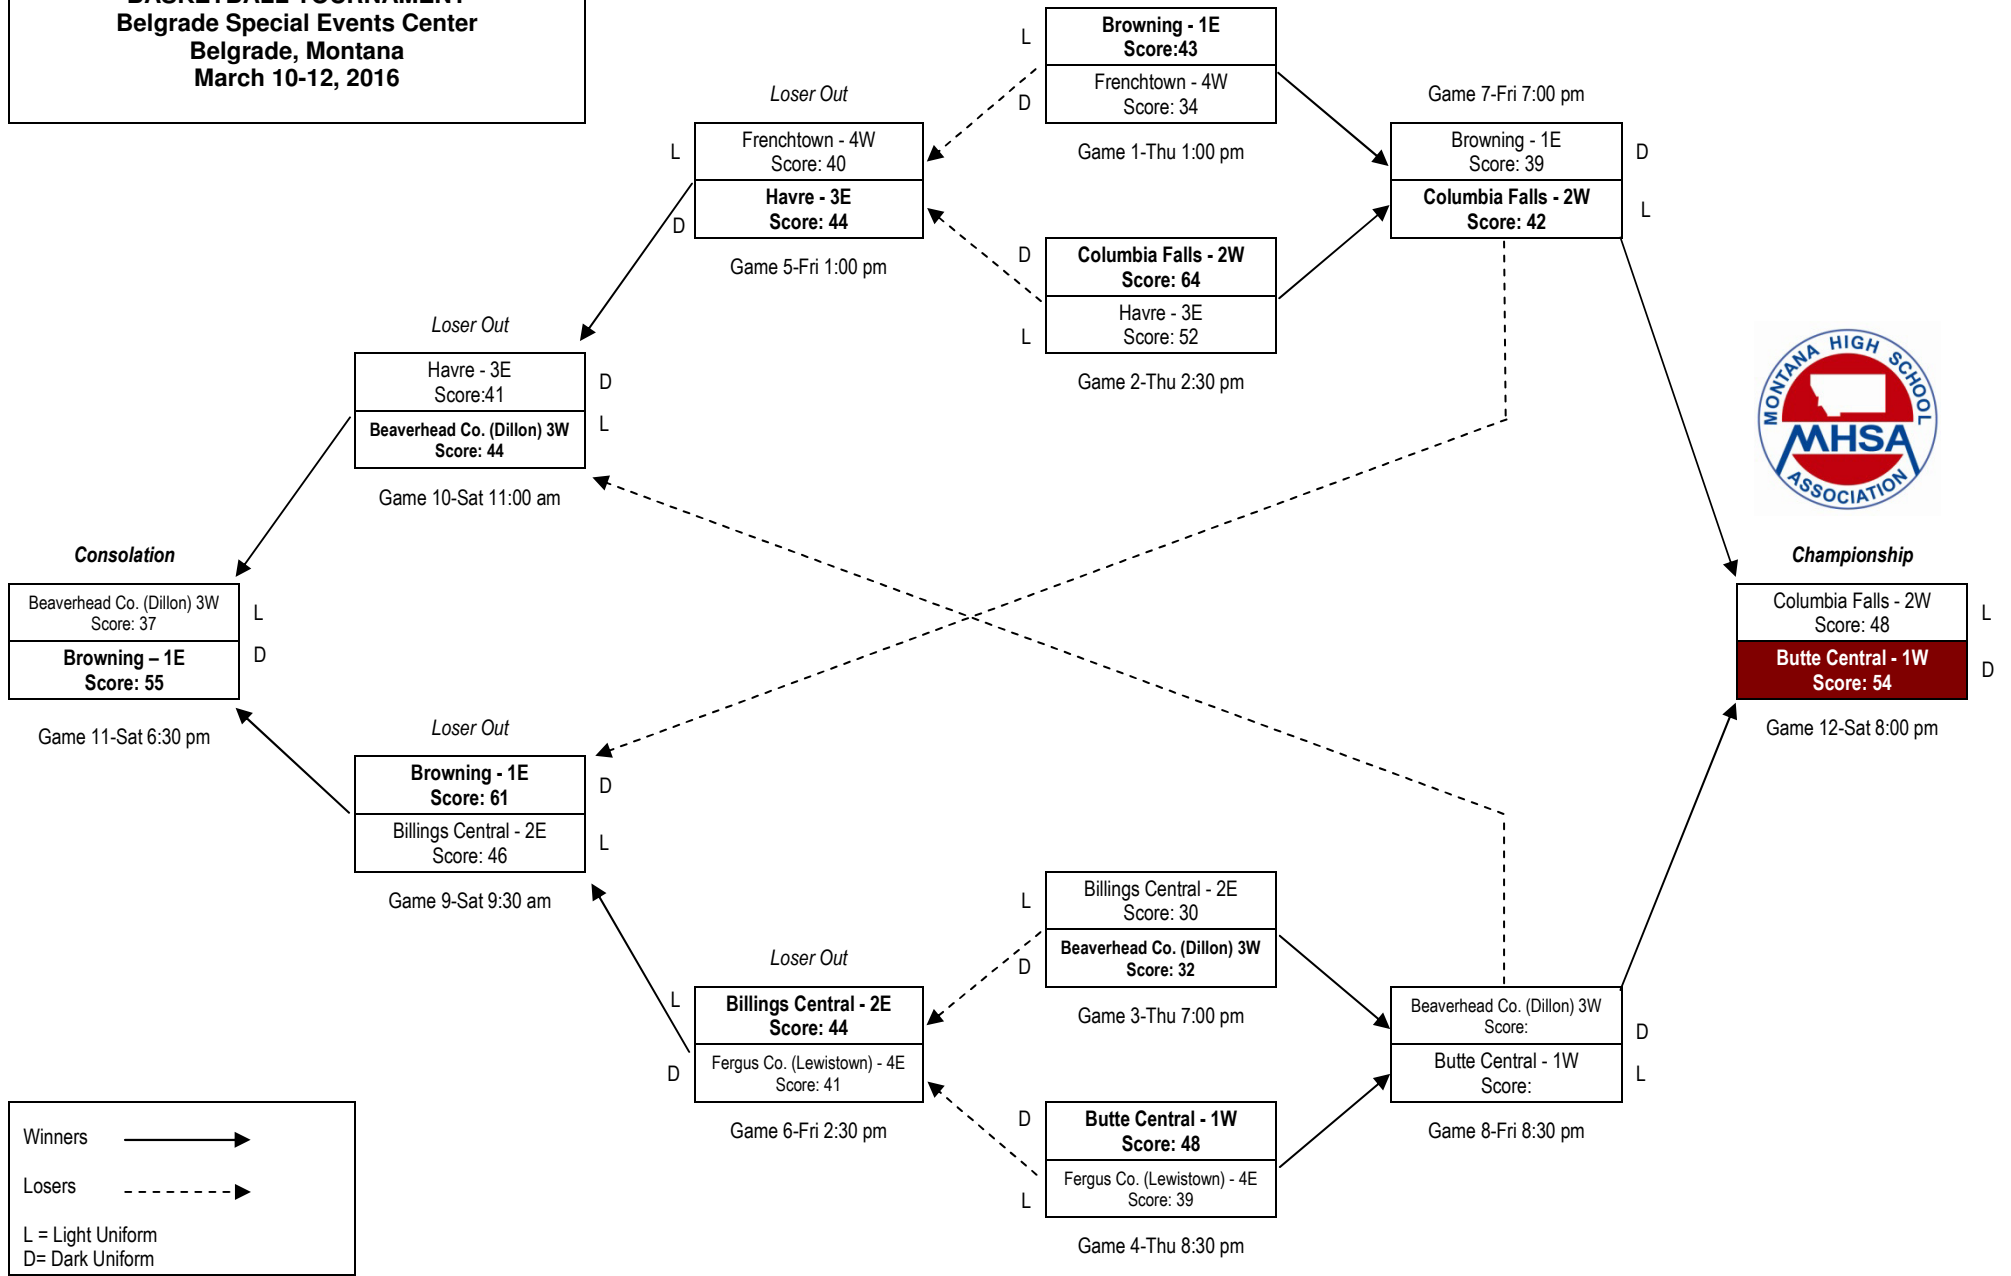 BASKETBALL TOURNAMENT
Belgrade Special Events Center
Belgrade, Montana
March 10-12, 2016
L
Browning - 1E
Score:43
D
Frenchtown - 4W
Score: 34
Game 1-Thu 1:00 pm
Loser Out
L
Frenchtown - 4W
Score: 40
D
Havre - 3E
Score: 44
Game 5-Fri 1:00 pm
Game 7-Fri 7:00 pm
Browning - 1E
Score: 39
D
Columbia Falls - 2W
Score: 42
L
D
Columbia Falls - 2W
Score: 64
L
Havre - 3E
Score: 52
Game 2-Thu 2:30 pm
Loser Out
Havre - 3E
Score:41
D
Beaverhead Co. (Dillon) 3W
Score: 44
L
Game 10-Sat 11:00 am
MONTANA HIGH SCHOOL
MHSA
ASSOCIATION
Consolation
Beaverhead Co. (Dillon) 3W
Score: 37
L
Browning – 1E
Score: 55
D
Game 11-Sat 6:30 pm
Championship
Columbia Falls - 2W
Score: 48
L
Butte Central - 1W
Score: 54
D
Game 12-Sat 8:00 pm
Loser Out
Browning - 1E
Score: 61
D
Billings Central - 2E
Score: 46
L
Game 9-Sat 9:30 am
L
Billings Central - 2E
Score: 30
D
Beaverhead Co. (Dillon) 3W
Score: 32
Game 3-Thu 7:00 pm
Loser Out
L
Billings Central - 2E
Score: 44
D
Fergus Co. (Lewistown) - 4E
Score: 41
Game 6-Fri 2:30 pm
Beaverhead Co. (Dillon) 3W
Score:
D
Butte Central - 1W
Score:
L
Game 8-Fri 8:30 pm
D
Butte Central - 1W
Score: 48
L
Fergus Co. (Lewistown) - 4E
Score: 39
Game 4-Thu 8:30 pm
Winners
Losers
L = Light Uniform
D= Dark Uniform